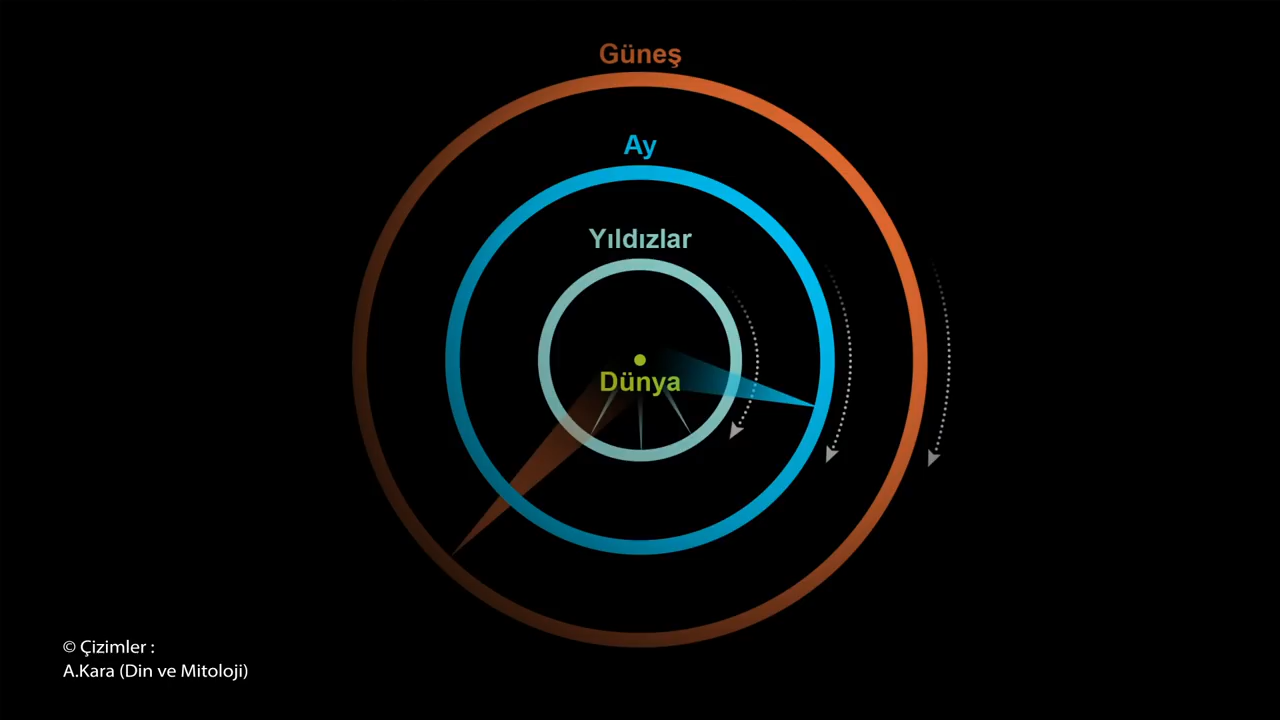 Güneş
Ay
Yıldızlar
Dünya
© Çizimler :
A.Kara (Din ve Mitoloji)